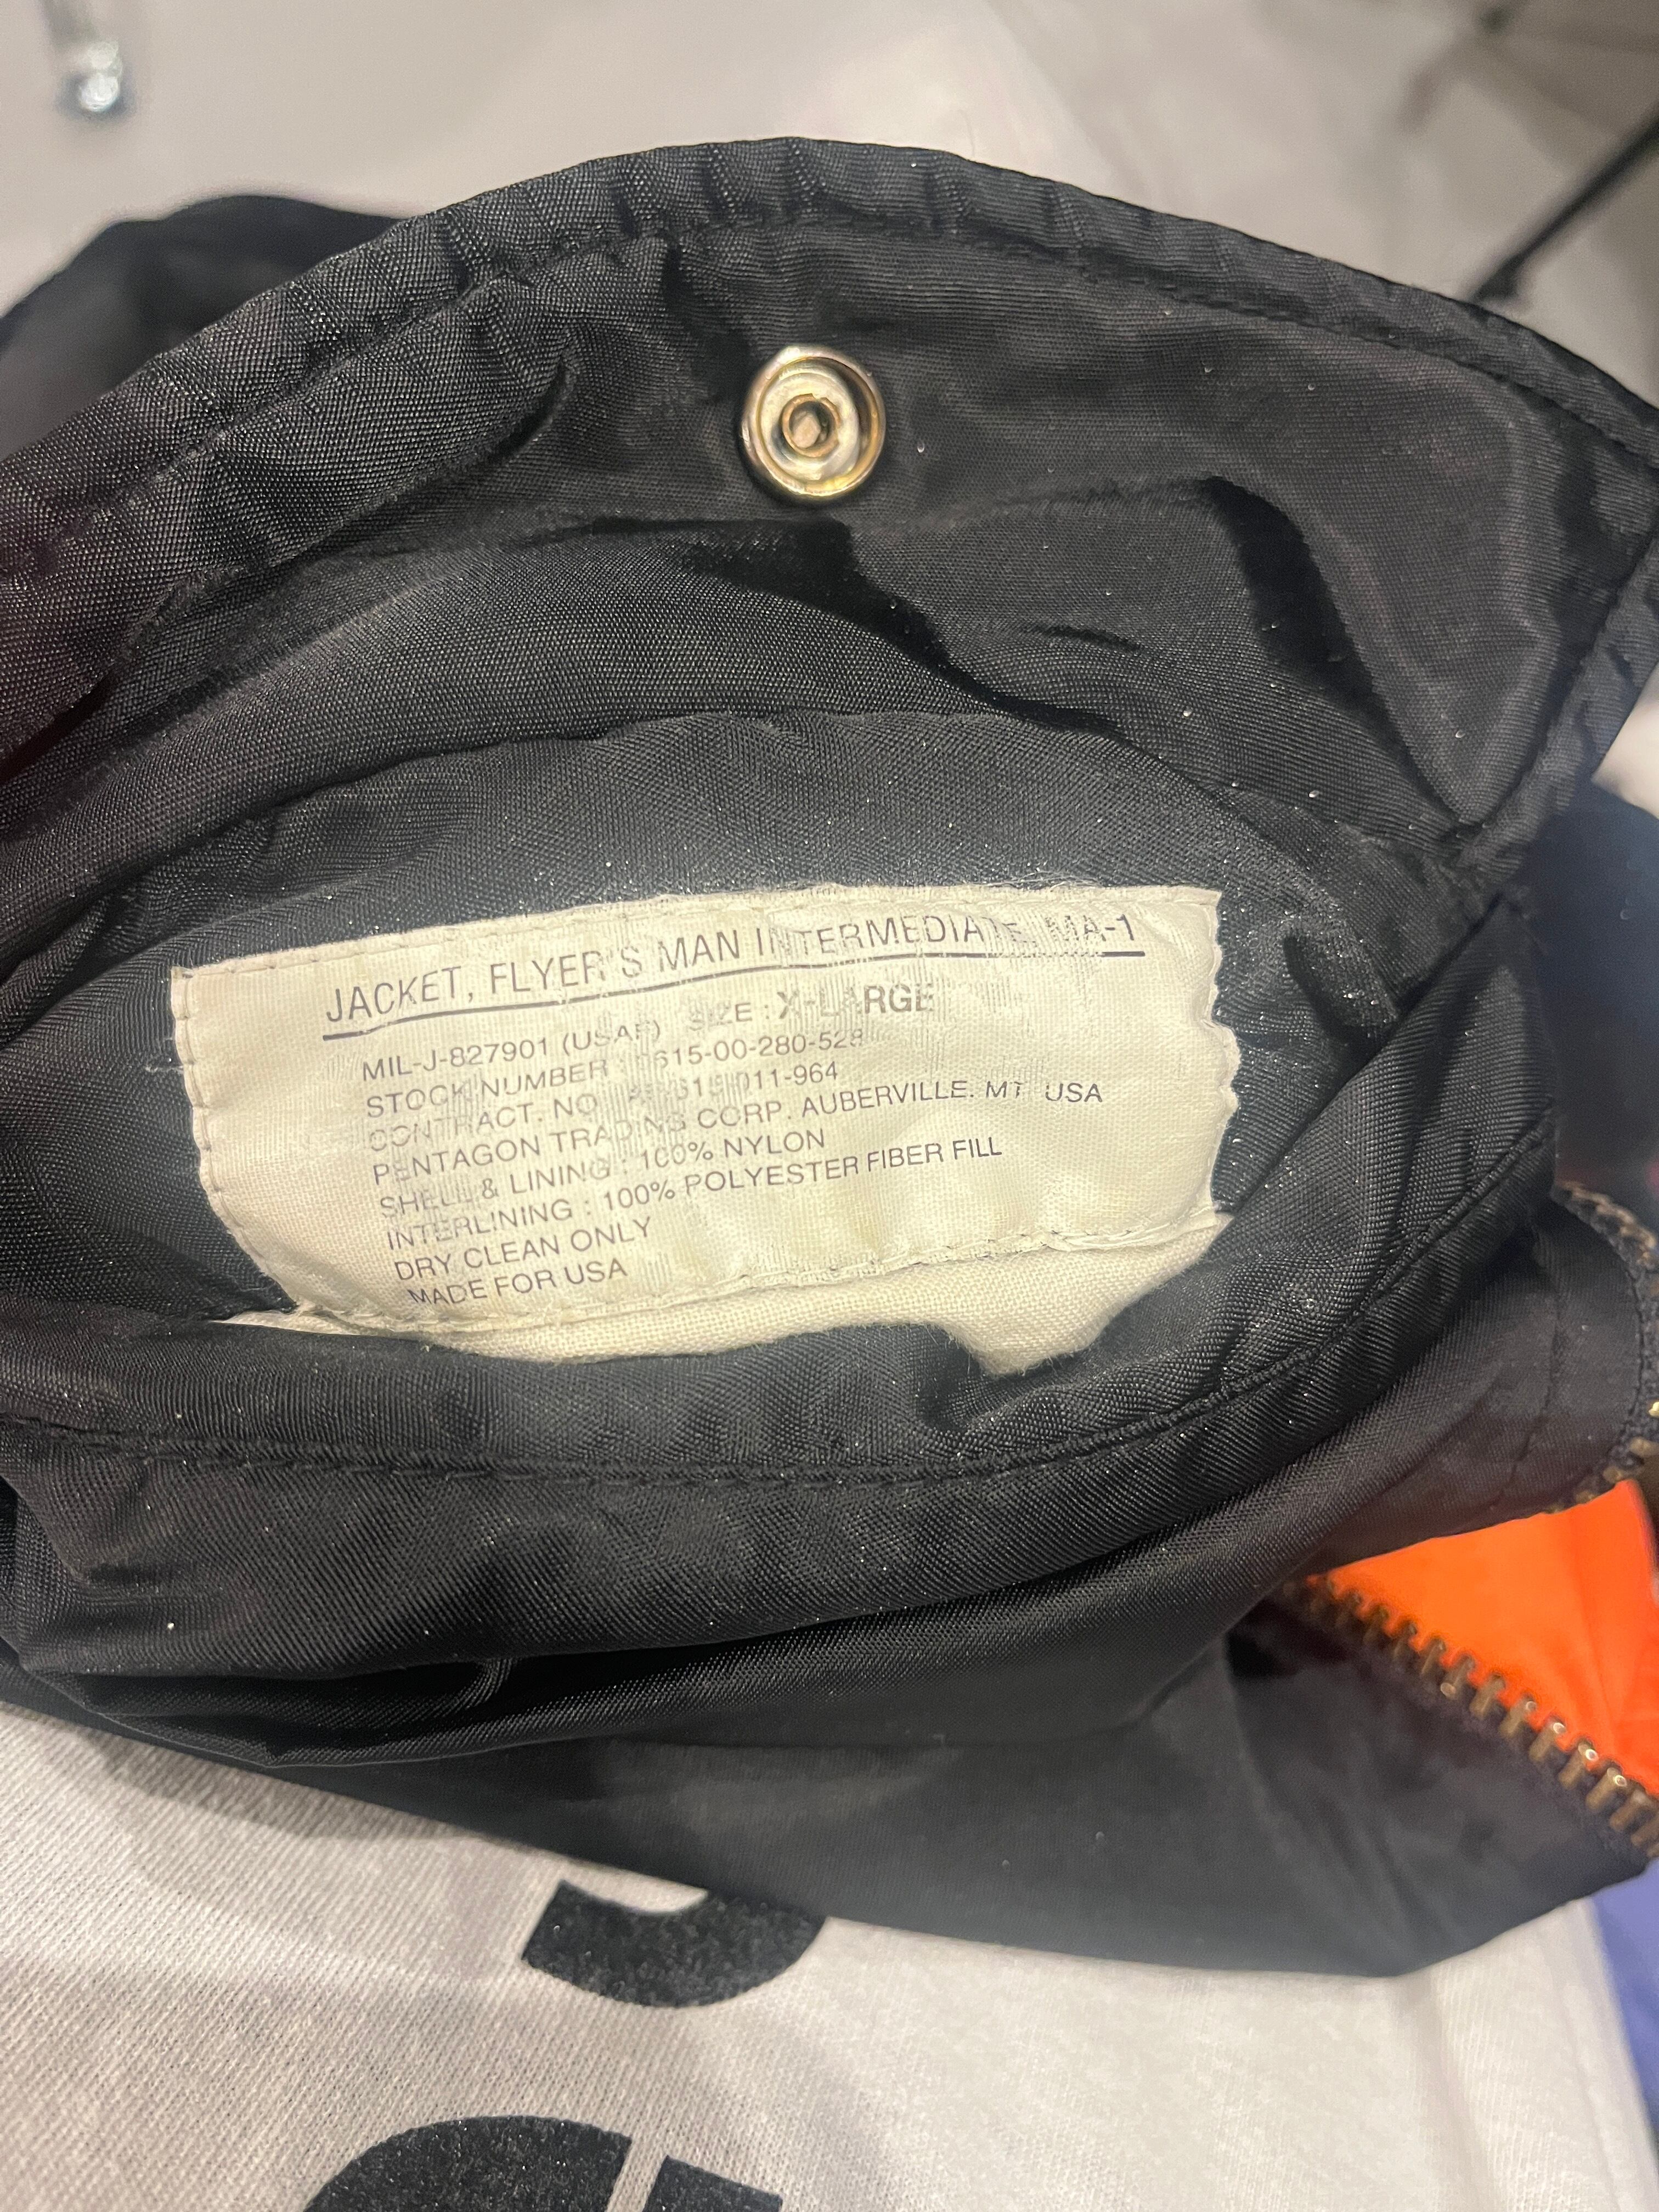 JACKET, FLYER'S MAN INTERMEDIATE, MA-1
MIL-J-827901 (USAF) SIZE : X-LARGE
STOCK NUMBER :
CONTRACT. NO
PENTAGON TRADING CORP. AUBERVILLE. MT USA
SHELL & LINING : 100% NYLON
INTERLINING : 100% POLYESTER FIBER FILL
DRY CLEAN ONLY
MADE FOR USA